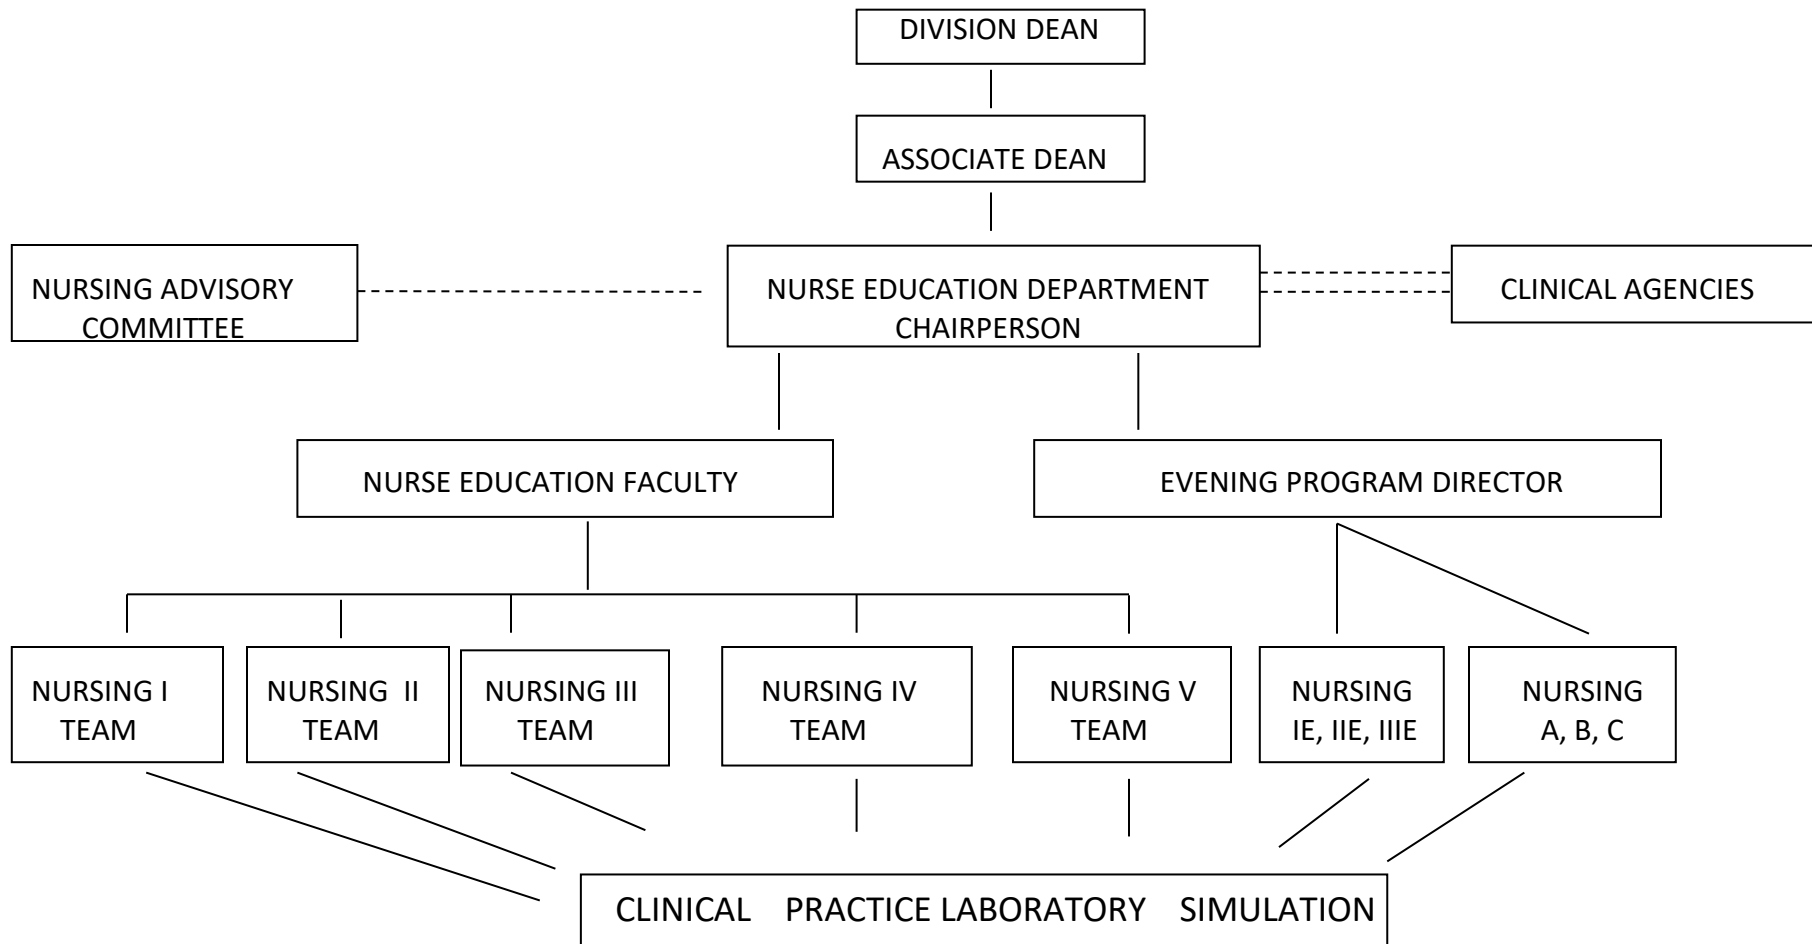 DIVISION DEAN
ASSOCIATE DEAN
NURSING ADVISORY
COMMITTEE
NURSE EDUCATION DEPARTMENT
CHAIRPERSON
CLINICAL AGENCIES
NURSE EDUCATION FACULTY
EVENING PROGRAM DIRECTOR
NURSING I
TEAM
NURSING II
TEAM
NURSING III
TEAM
NURSING IV
TEAM
NURSING V
TEAM
NURSING
IE, IIE, IIIE
NURSING
A, B, C
CLINICAL PRACTICE LABORATORY SIMULATION